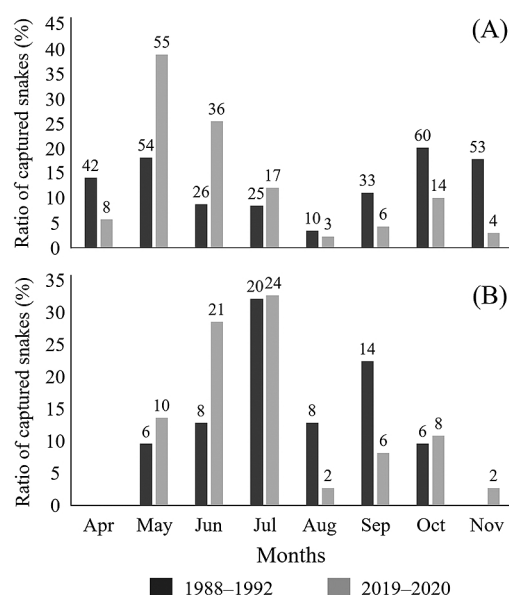 (A)
Ratio of captured snakes (%)
45
40
35
30
25
20
15
10
5
0
42 8 54 55 26 36 25 17 10 3 33 6 60 14 53 4
(B)
Ratio of captured snakes (%)
35
30
25
20
15
10
5
0
6 10 8 21 20 24 8 2 14 6 6 8 2
Apr May Jun Jul Aug Sep Oct Nov
Months
1988–1992 2019–2020